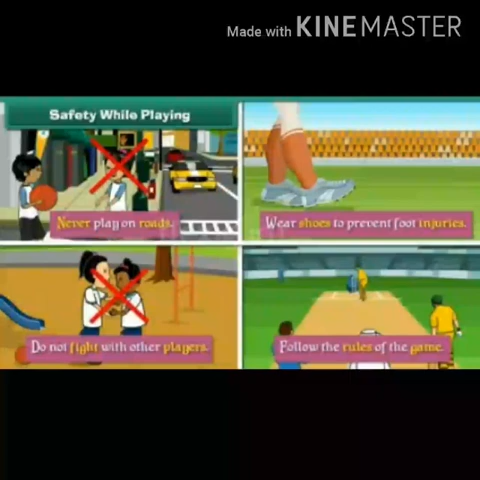 Made with KINEMASTER
Safety While Playing
Never play on roads.
Wear shoes to prevent foot injuries.
Do not fight with other players.
Follow the rules of the game.